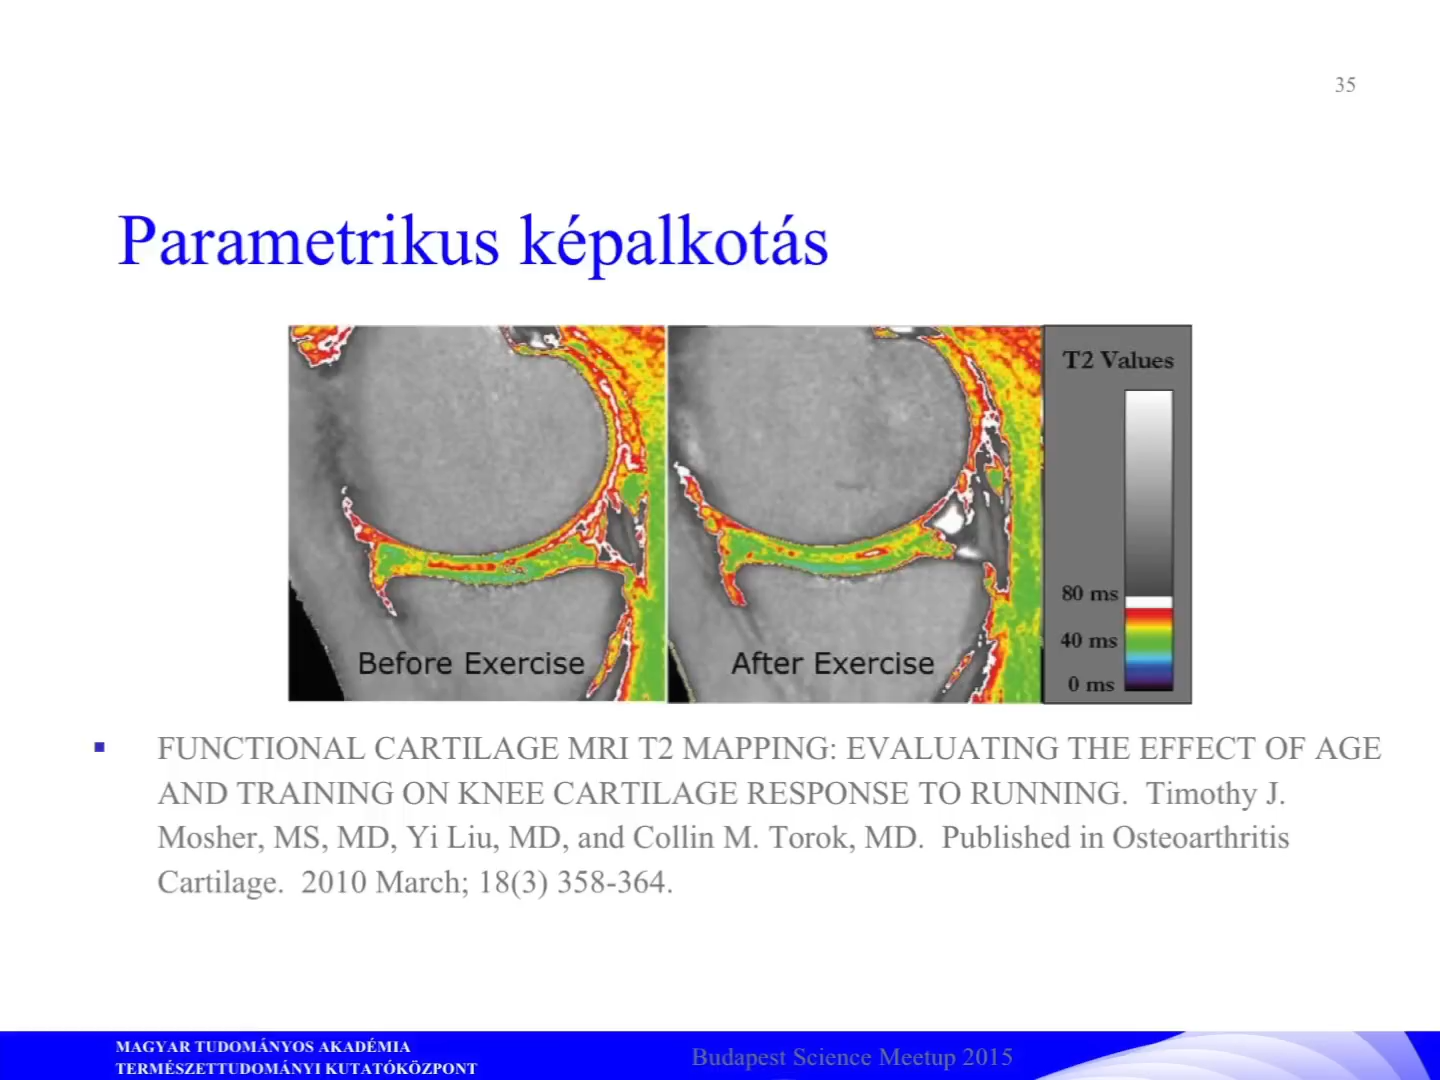 35
Parametrikus képalkotás
T2 Values
80 ms
40 ms
0 ms
Before Exercise
After Exercise
FUNCTIONAL CARTILAGE MRI T2 MAPPING: EVALUATING THE EFFECT OF AGE
AND TRAINING ON KNEE CARTILAGE RESPONSE TO RUNNING. Timothy J.
Mosher, MS, MD, Yi Liu, MD, and Collin M. Torok, MD. Published in Osteoarthritis
Cartilage. 2010 March; 18(3) 358-364.
MAGYAR TUDOMÁNYOS AKADÉMIA
TERMÉSZETTUDOMÁNYI KUTATÓKÖZPONT
Budapest Science Meetup 2015